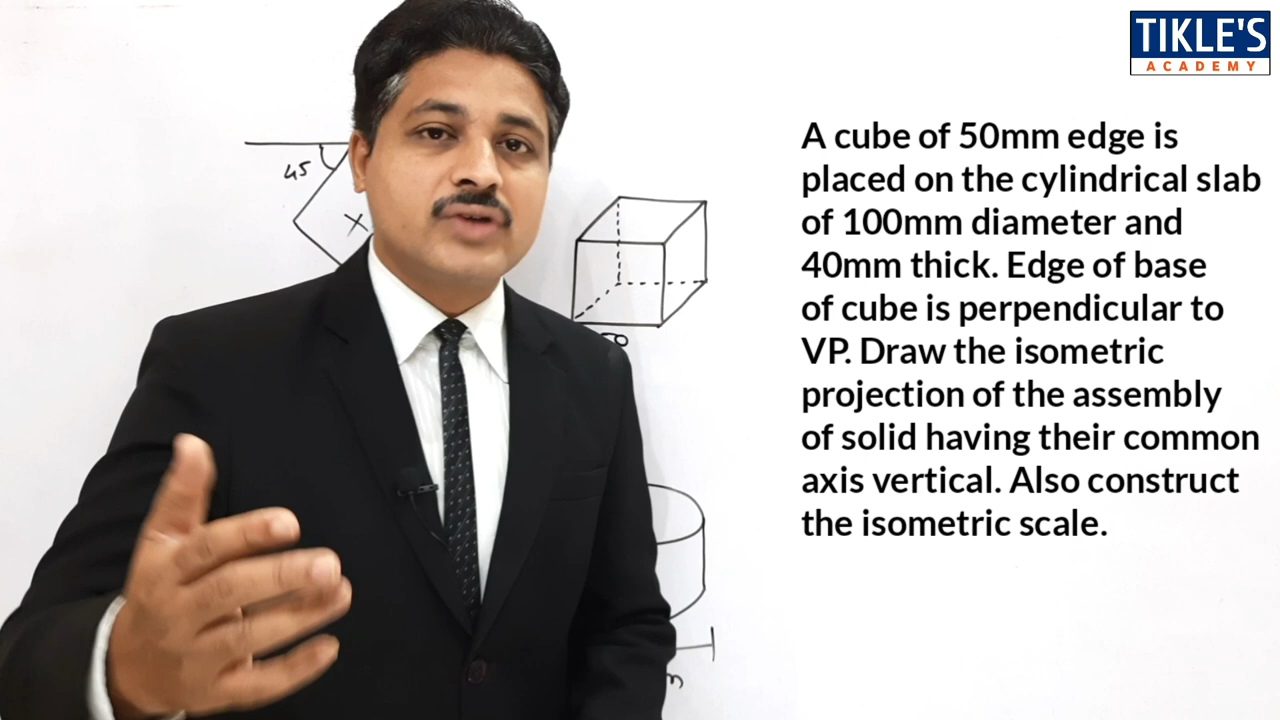 TIKLE'S
ACADEMY
A cube of 50mm edge is
placed on the cylindrical slab
of 100mm diameter and
40mm thick. Edge of base
of cube is perpendicular to
VP. Draw the isometric
projection of the assembly
of solid having their common
axis vertical. Also construct
the isometric scale.
45